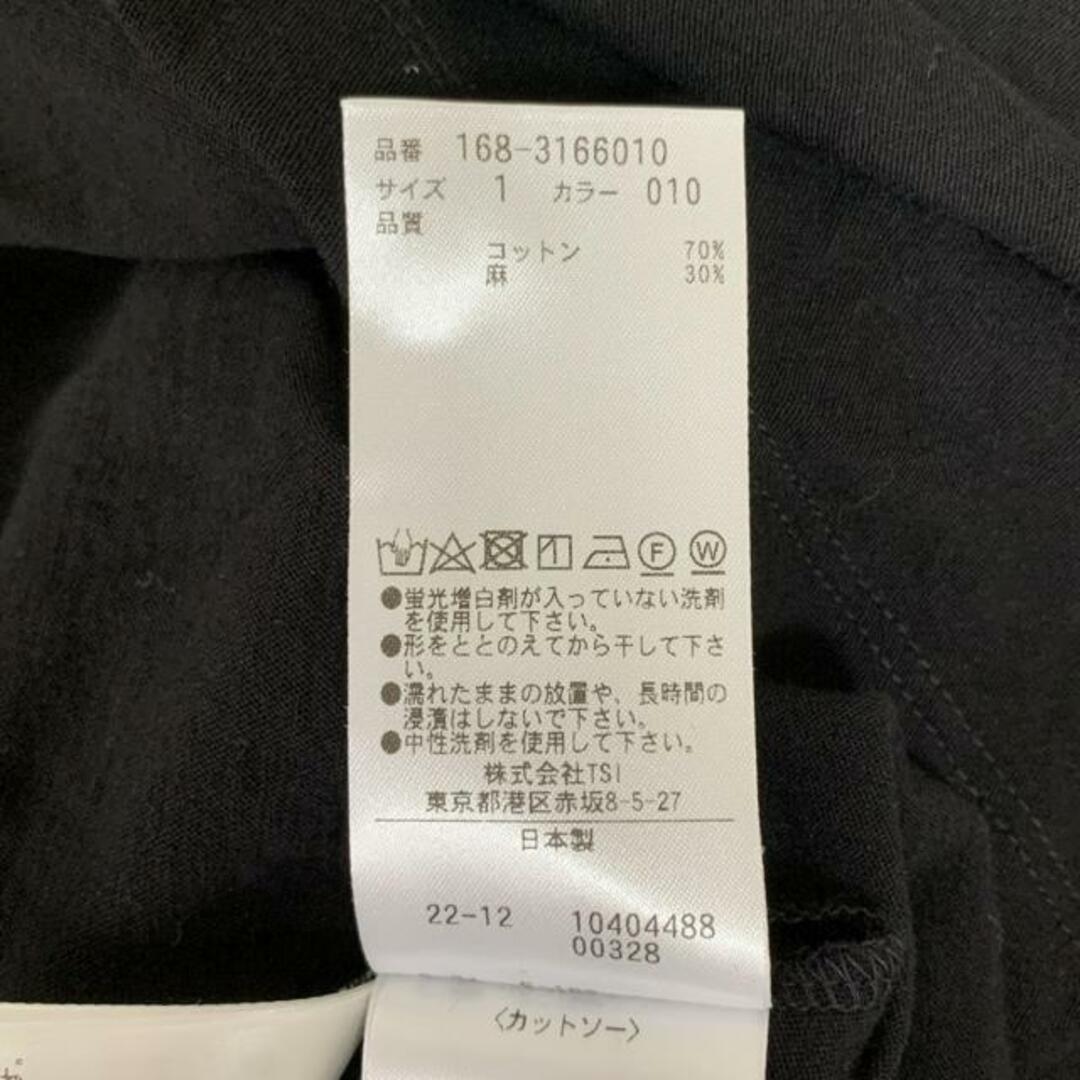 品番 168-3166010
サイズ 1 カラー 010
品質
コットン 70%
麻 30%
F W
●蛍光増白剤が入っていない洗剤
を使用して下さい。
●形をととのえてから干して下さ
い。
●濡れたままの放置や、長時間の
浸漬はしないで下さい。
●中性洗剤を使用して下さい。
株式会社TSI
東京都港区赤坂8-5-27
日本製
22-12 10404488
00328
〈カットソー〉